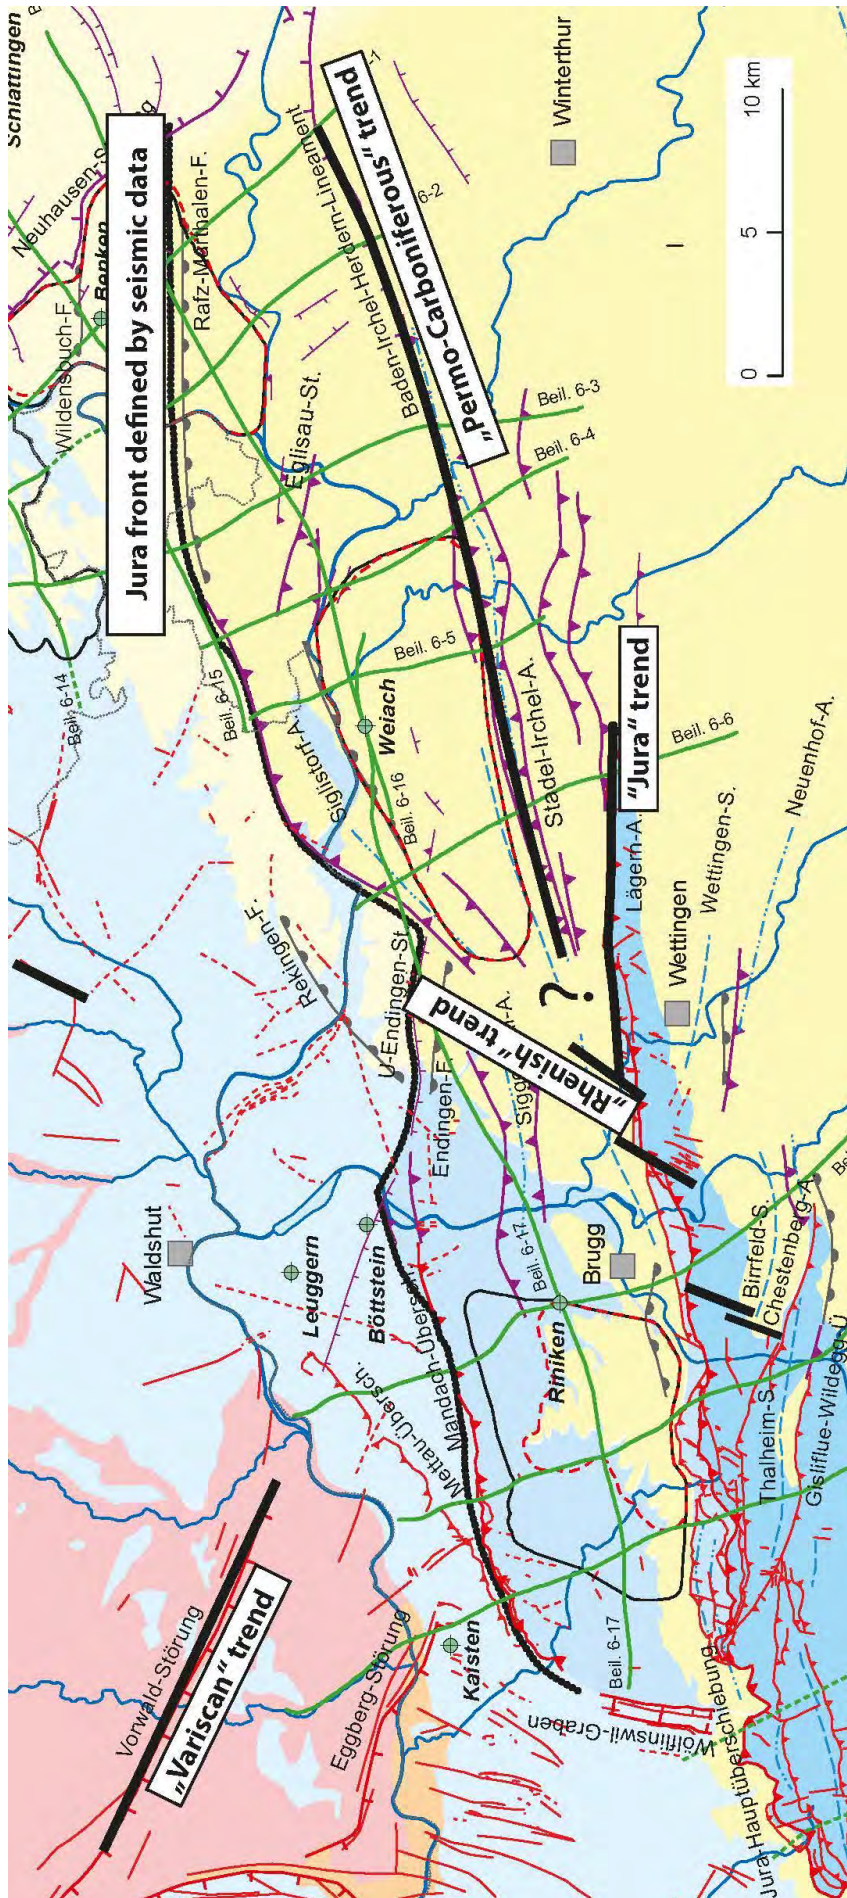 Schlattingen
Neuhausen-S
Benken
Wildensbuch-F.
Jura front defined by seismic data
Rafz-Marthalen-F.
Baden-Irchel-Herdern-Lineament
„Permo-Carboniferous“ trend
6-2
Winterthur
0
5
10 km
Eglisau-St.
Beil. 6-3
Beil. 6-4
Beil. 6-14
Beil. 6-15
Beil. 6-5
Weiach
Siglistorf-A.
Beil. 6-16
Stadel-Irchel-A.
"Jura" trend
Beil. 6-6
Lägern-A.
Wettingen-S.
Neuenhof-A.
Wettingen
Rekingen-F.
U-Endingen-St.
Endingen-F.
„Rhenish“ trend
?
Waldshut
Leuggern
Böttstein
Mandach-Übersch.
Mettau-Übersch.
Beil. 6-17
Riniken
Brugg
Birrfeld-S.
Chestenberg-A.
Thalheim-S.
Gisliflue-Wildegg-Ü
Vorwald-Störung
„Variscan“ trend
Eggberg-Störung
Kaisten
Beil. 6-17
Wölflinswil-Graben
Jura-Hauptüberschiebung